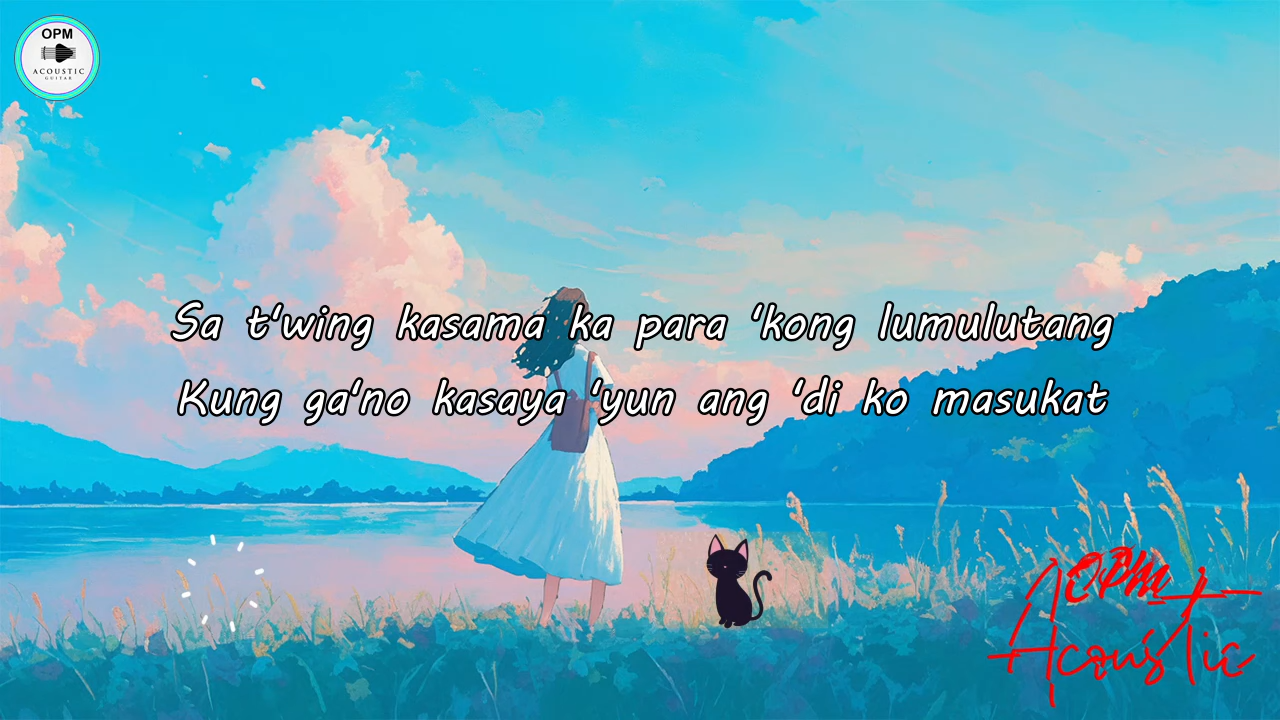 OPM
ACOUSTIC
GUITAR
Sa t'wing kasama ka para 'kong lumulutang
Kung ga'no kasaya 'yun ang 'di ko masukat
OPM
Acoustic